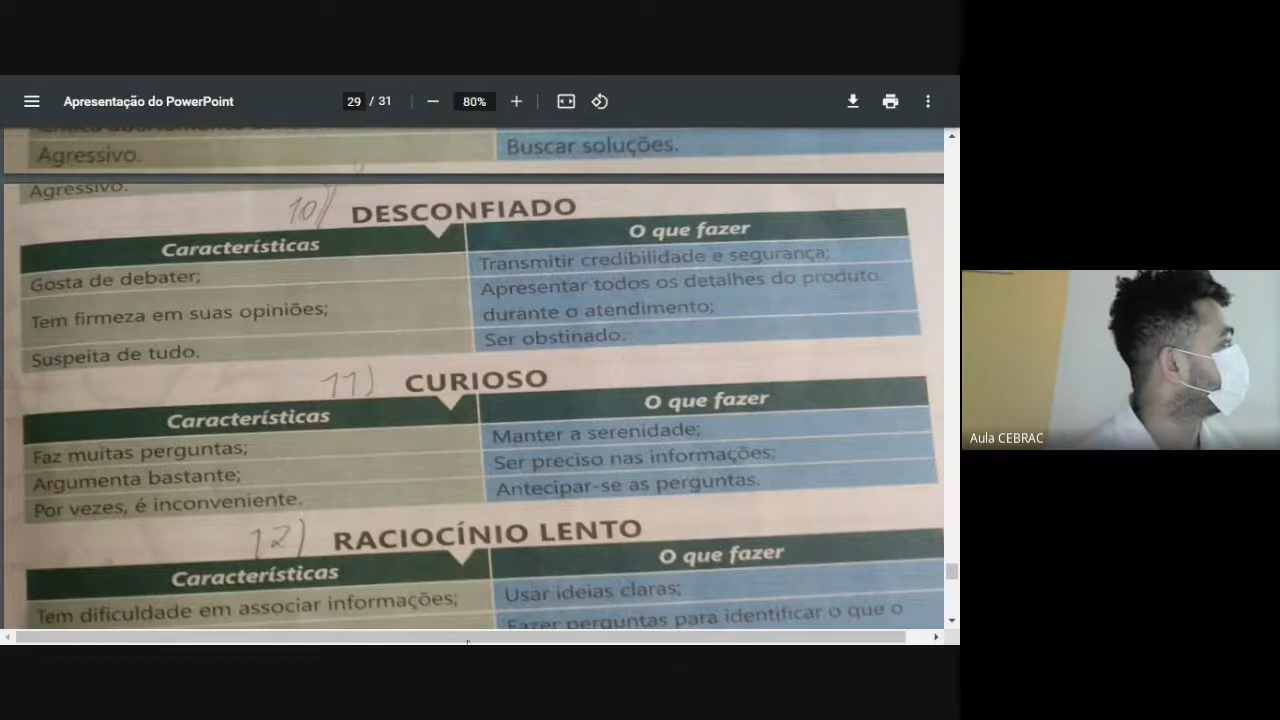 Apresentação do PowerPoint
29 / 31
80%
Agressivo.
Buscar soluções.
Agressivo.
10) DESCONFIADO
Características
O que fazer
Gosta de debater;
Tem firmeza em suas opiniões;
Suspeita de tudo.
Transmitir credibilidade e segurança;
Apresentar todos os detalhes do produto
durante o atendimento;
Ser obstinado.
11) CURIOSO
Características
O que fazer
Faz muitas perguntas;
Argumenta bastante;
Por vezes, é inconveniente.
Manter a serenidade;
Ser preciso nas informações;
Antecipar-se as perguntas.
12) RACIOCÍNIO LENTO
Características
O que fazer
Tem dificuldade em associar informações;
Usar ideias claras;
Fazer perguntas para identificar o que o
Aula CEBRAC